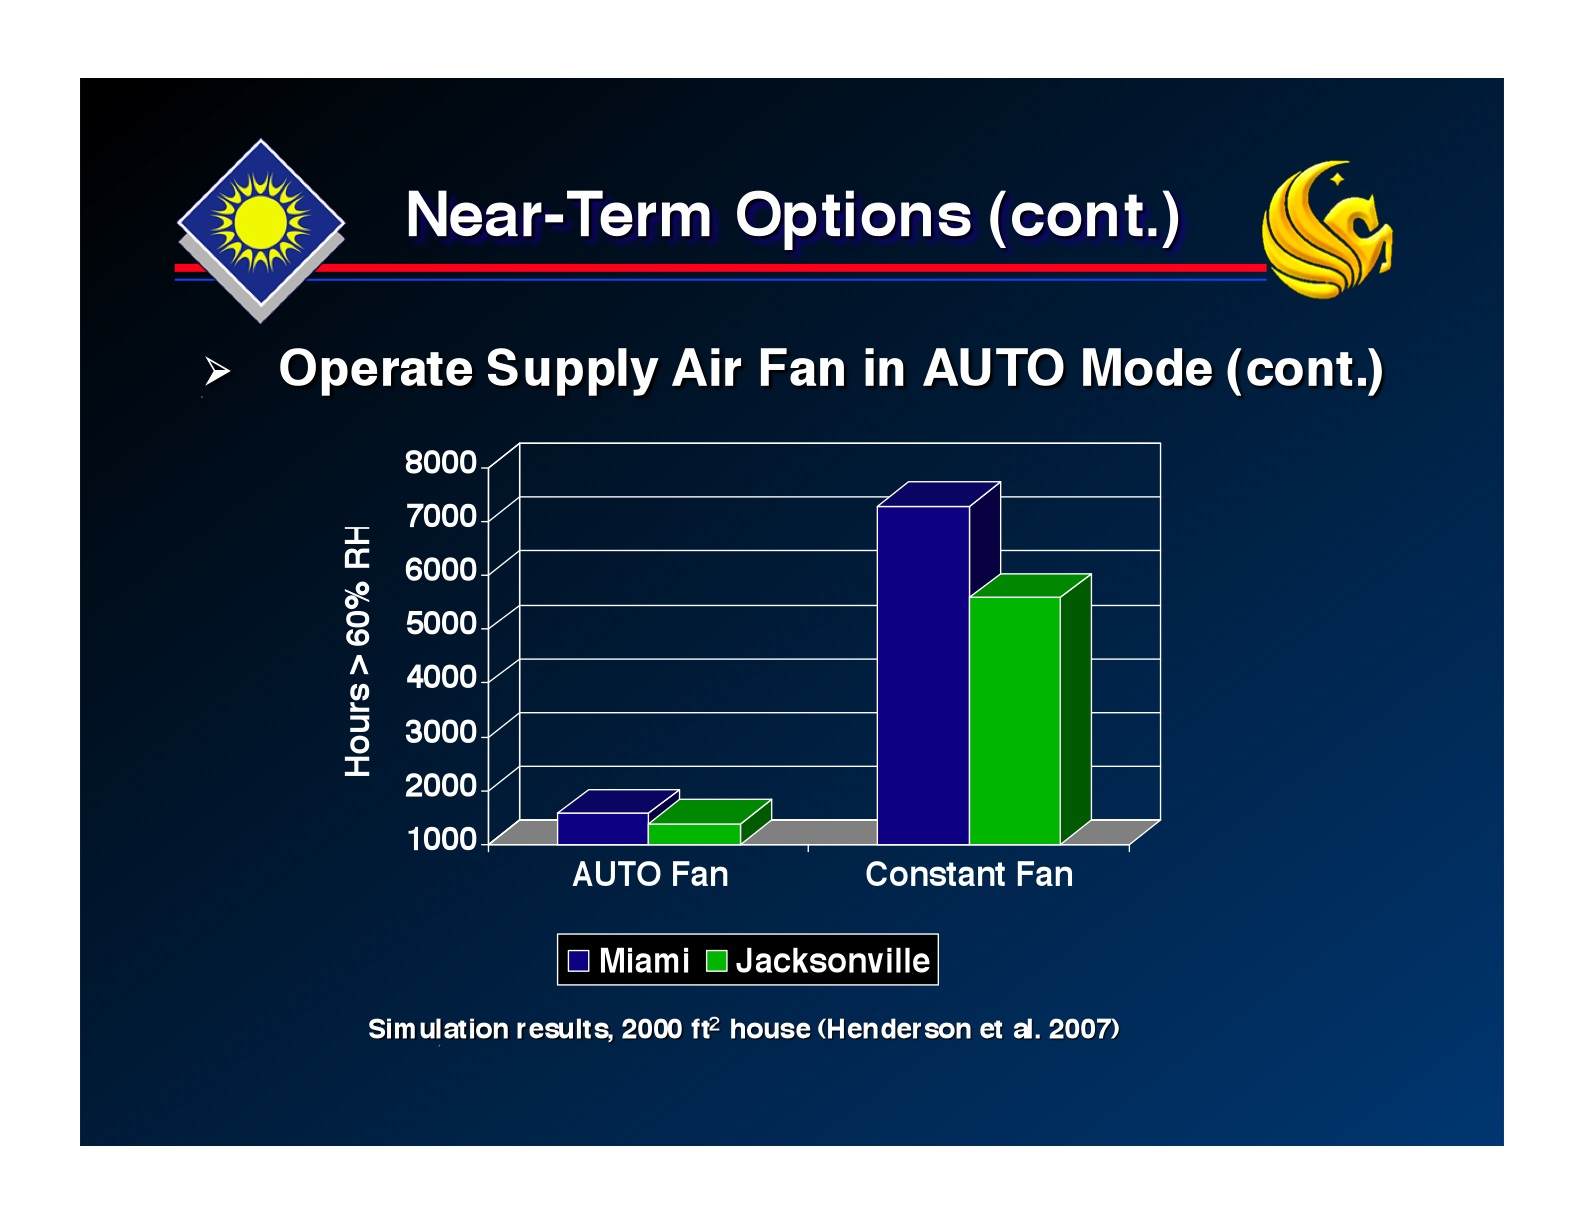 Near-Term Options (cont.)
➢ Operate Supply Air Fan in AUTO Mode (cont.)
Hours > 60% RH
8000
7000
6000
5000
4000
3000
2000
1000
AUTO Fan Constant Fan
Miami Jacksonville
Simulation results, 2000 ft² house (Henderson et al. 2007)